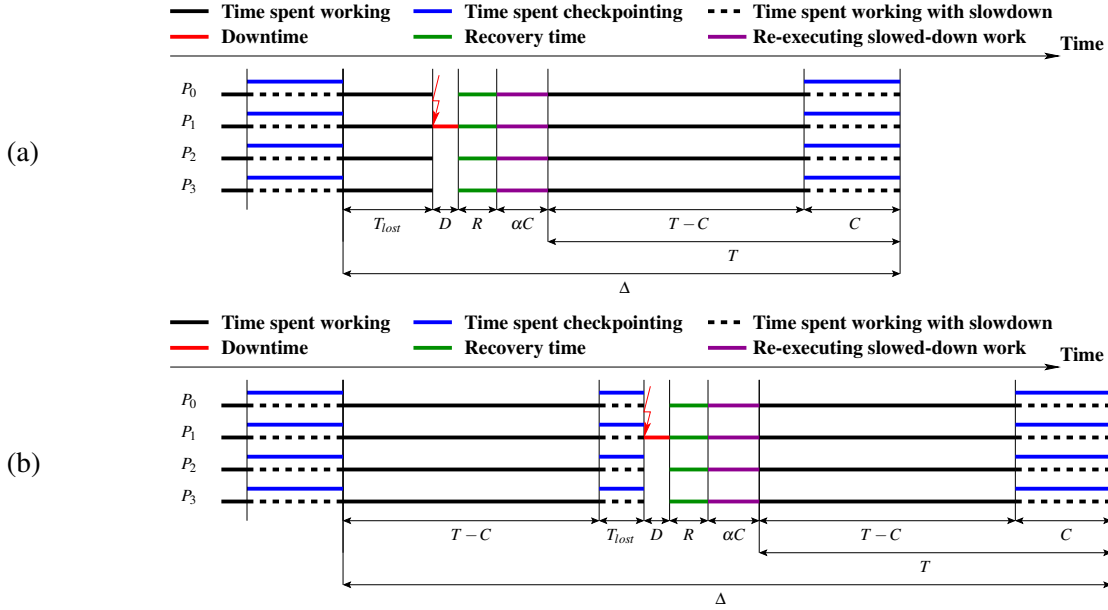 Time spent working Time spent checkpointing Time spent working with slowdown
Downtime Recovery time Re-executing slowed-down work
Time
P0
P1
P2
P3
(a)
Tlost D R αC T − C C
T
Δ
Time spent working Time spent checkpointing Time spent working with slowdown
Downtime Recovery time Re-executing slowed-down work
Time
P0
P1
P2
P3
(b)
T − C Tlost D R αC T − C C
T
Δ